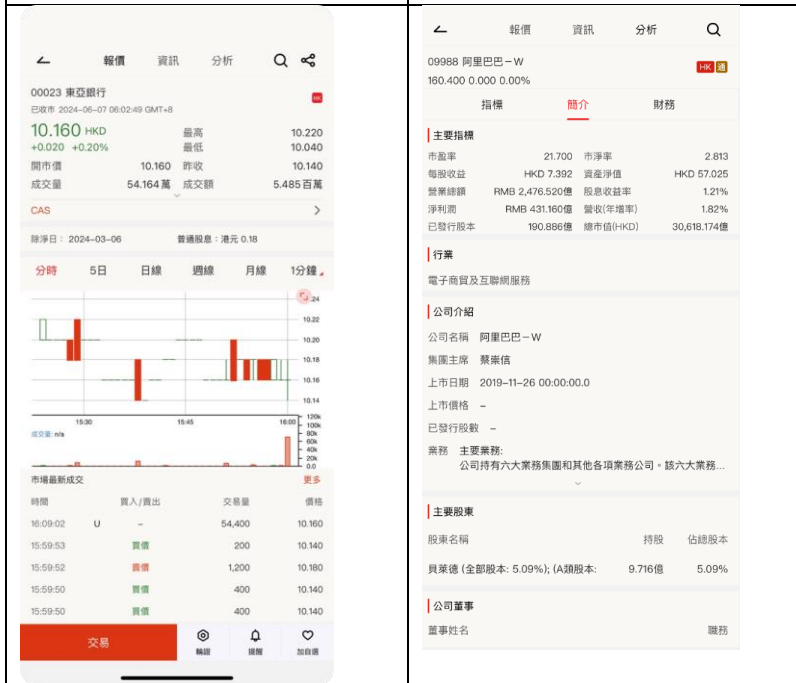 報價 資訊 分析
00023 東亞銀行
HK
已收市 2024-06-07 06:02:49 GMT+8
10.160 HKD 最高 10.220
+0.020 +0.20% 最低 10.040
開市價 10.160 昨收 10.140
成交量 54.164萬 成交額 5.485百萬
CAS
除淨日: 2024-03-06 普通股息:港元 0.18
分時 5日 日線 週線 月線 1分鐘
10.22
10.20
10.18
10.16
10.14
15:30 15:45 16:00
120k
100k
80k
60k
40k
20k
0.0
成交量: n/a
市場最新成交 更多
時間 買入/賣出 交易量 價格
16:09:02 U – 54,400 10.160
15:59:53 買價 200 10.140
15:59:52 賣價 1,200 10.180
15:59:50 買價 400 10.140
15:59:50 買價 400 10.140
交易 輪證 提醒 加自選
報價 資訊 分析
09988 阿里巴巴-W
HK 通
160.400 0.000 0.00%
指標 簡介 財務
主要指標
市盈率 21.700 市淨率 2.813
每股收益 HKD 7.392 資產淨值 HKD 57.025
營業總額 RMB 2,476.520億 股息收益率 1.21%
淨利潤 RMB 431.160億 營收(年增率) 1.82%
已發行股本 190.886億 總市值(HKD) 30,618.174億
行業
電子商貿及互聯網服務
公司介紹
公司名稱 阿里巴巴-W
集團主席 蔡崇信
上市日期 2019-11-26 00:00:00.0
上市價格 –
已發行股數 –
業務 主要業務:
公司持有六大業務集團和其他各項業務公司。該六大業務...
主要股東
股東名稱 持股 佔總股本
貝萊德 (全部股本: 5.09%); (A類股本: 9.716億 5.09%
公司董事
董事姓名 職務